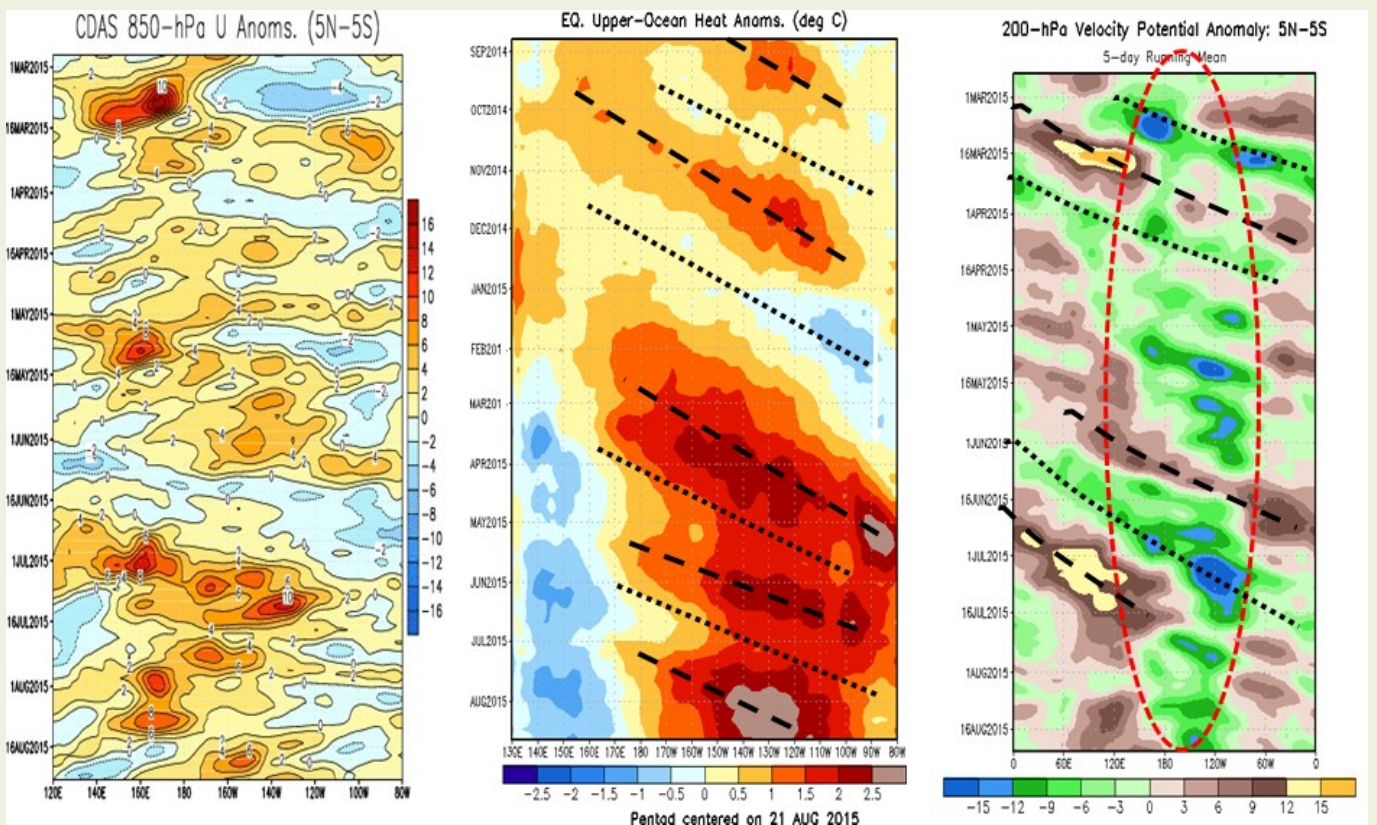 CDAS 850-hPa U Anoms. (5N-5S)
1MAR2015
16MAR2015
1APR2015
16APR2015
1MAY2015
16MAY2015
1JUN2015
16JUN2015
1JUL2015
16JUL2015
1AUG2015
16AUG2015
120E 140E 160E 180 160W 140W 120W 100W 80W
16
14
12
10
8
6
4
2
0
-2
-4
-6
-8
-10
-12
-14
-16
EQ. Upper-Ocean Heat Anoms. (deg C)
SEP2014
OCT2014
NOV2014
DEC2014
JAN2015
FEB201
MAR201
APR2015
MAY2015
JUN2015
JUL2015
AUG2015
130E 140E 150E 160E 170E 180 170W 160W 150W 140W 130W 120W 110W 100W 90W 80W
-2.5 -2 -1.5 -1 -0.5 0 0.5 1 1.5 2 2.5
Pentad centered on 21 AUG 2015
200-hPa Velocity Potential Anomaly: 5N-5S
5-day Running Mean
1MAR2015
16MAR2015
1APR2015
16APR2015
1MAY2015
16MAY2015
1JUN2015
16JUN2015
1JUL2015
16JUL2015
1AUG2015
16AUG2015
0 60E 120E 180 120W 60W 0
-15 -12 -9 -6 -3 0 3 6 9 12 15